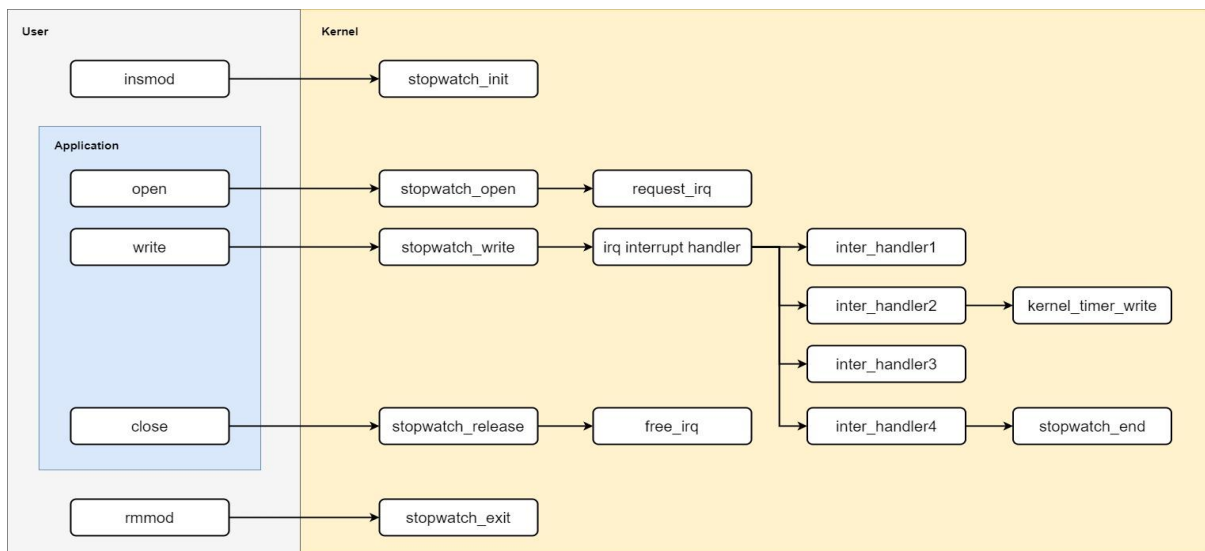 User
Kernel
insmod
stopwatch_init
Application
open
stopwatch_open
request_irq
write
stopwatch_write
irq interrupt handler
inter_handler1
inter_handler2
kernel_timer_write
inter_handler3
close
stopwatch_release
free_irq
inter_handler4
stopwatch_end
rmmod
stopwatch_exit